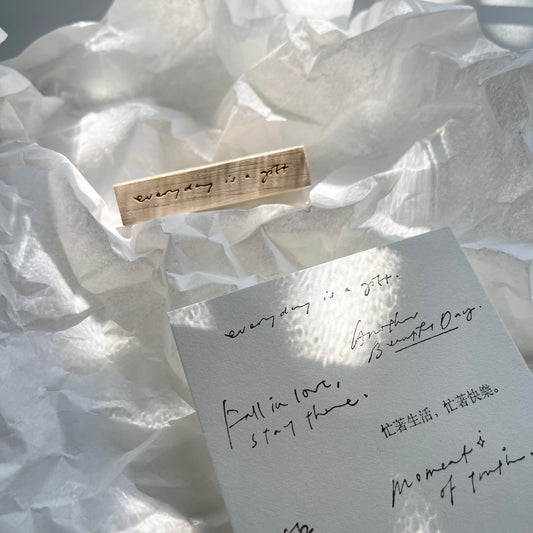 everyday is a gift
everyday is a gift.
Another
Beautiful Day.
Fall in love,
stay there.
忙著生活，忙著快樂。
Moment
of truth.